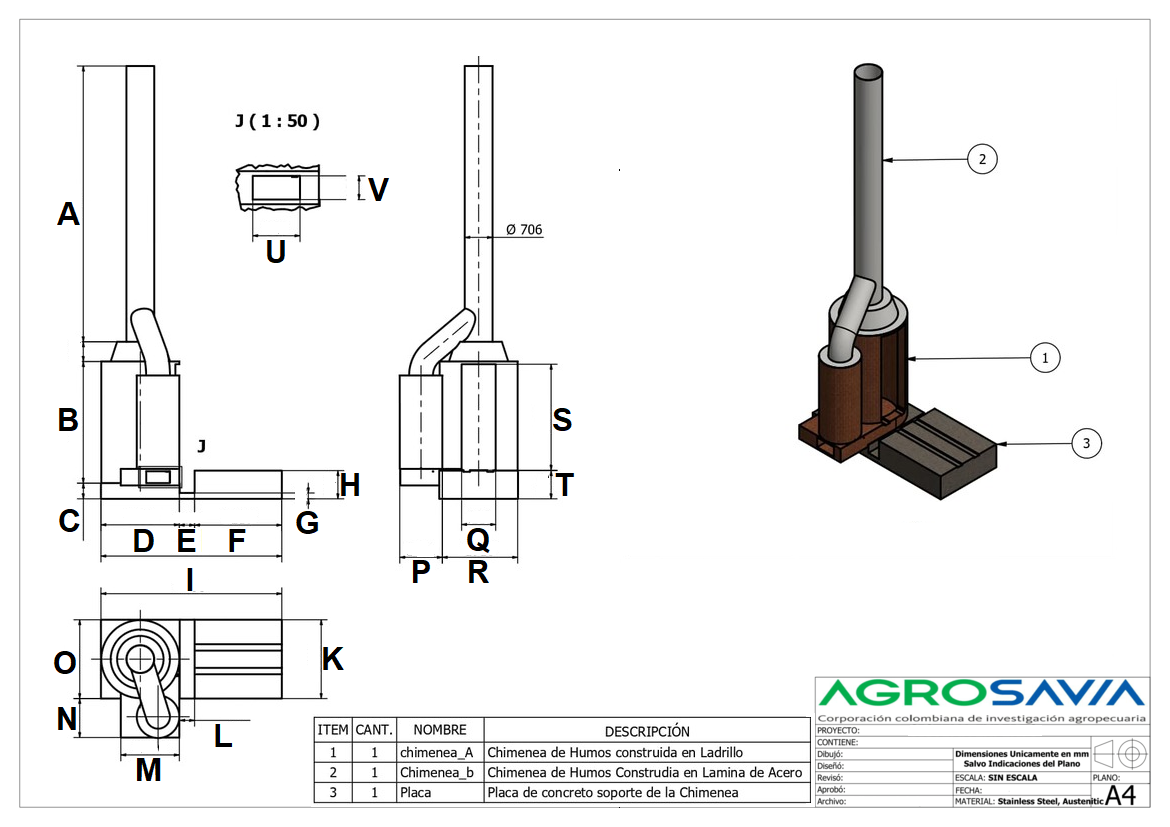 J ( 1 : 50 )
V
U
A
Ø 706
2
1
3
B
J
S
H
T
C
G
D E F
Q
I
P R
O
K
N
L
M
ITEM CANT. NOMBRE DESCRIPCIÓN
1 1 chimenea_A Chimenea de Humos construida en Ladrillo
2 1 Chimenea_b Chimenea de Humos Construdia en Lamina de Acero
3 1 Placa Placa de concreto soporte de la Chimenea
AGROSAVIA
Corporación colombiana de investigación agropecuaria
PROYECTO:
CONTIENE:
Dibujó:
Diseñó:
Revisó:
Aprobó:
Archivo:
Dimensiones Unicamente en mm
Salvo Indicaciones del Plano
ESCALA: SIN ESCALA
PLANO:
FECHA:
MATERIAL: Stainless Steel, Austenitic
A4